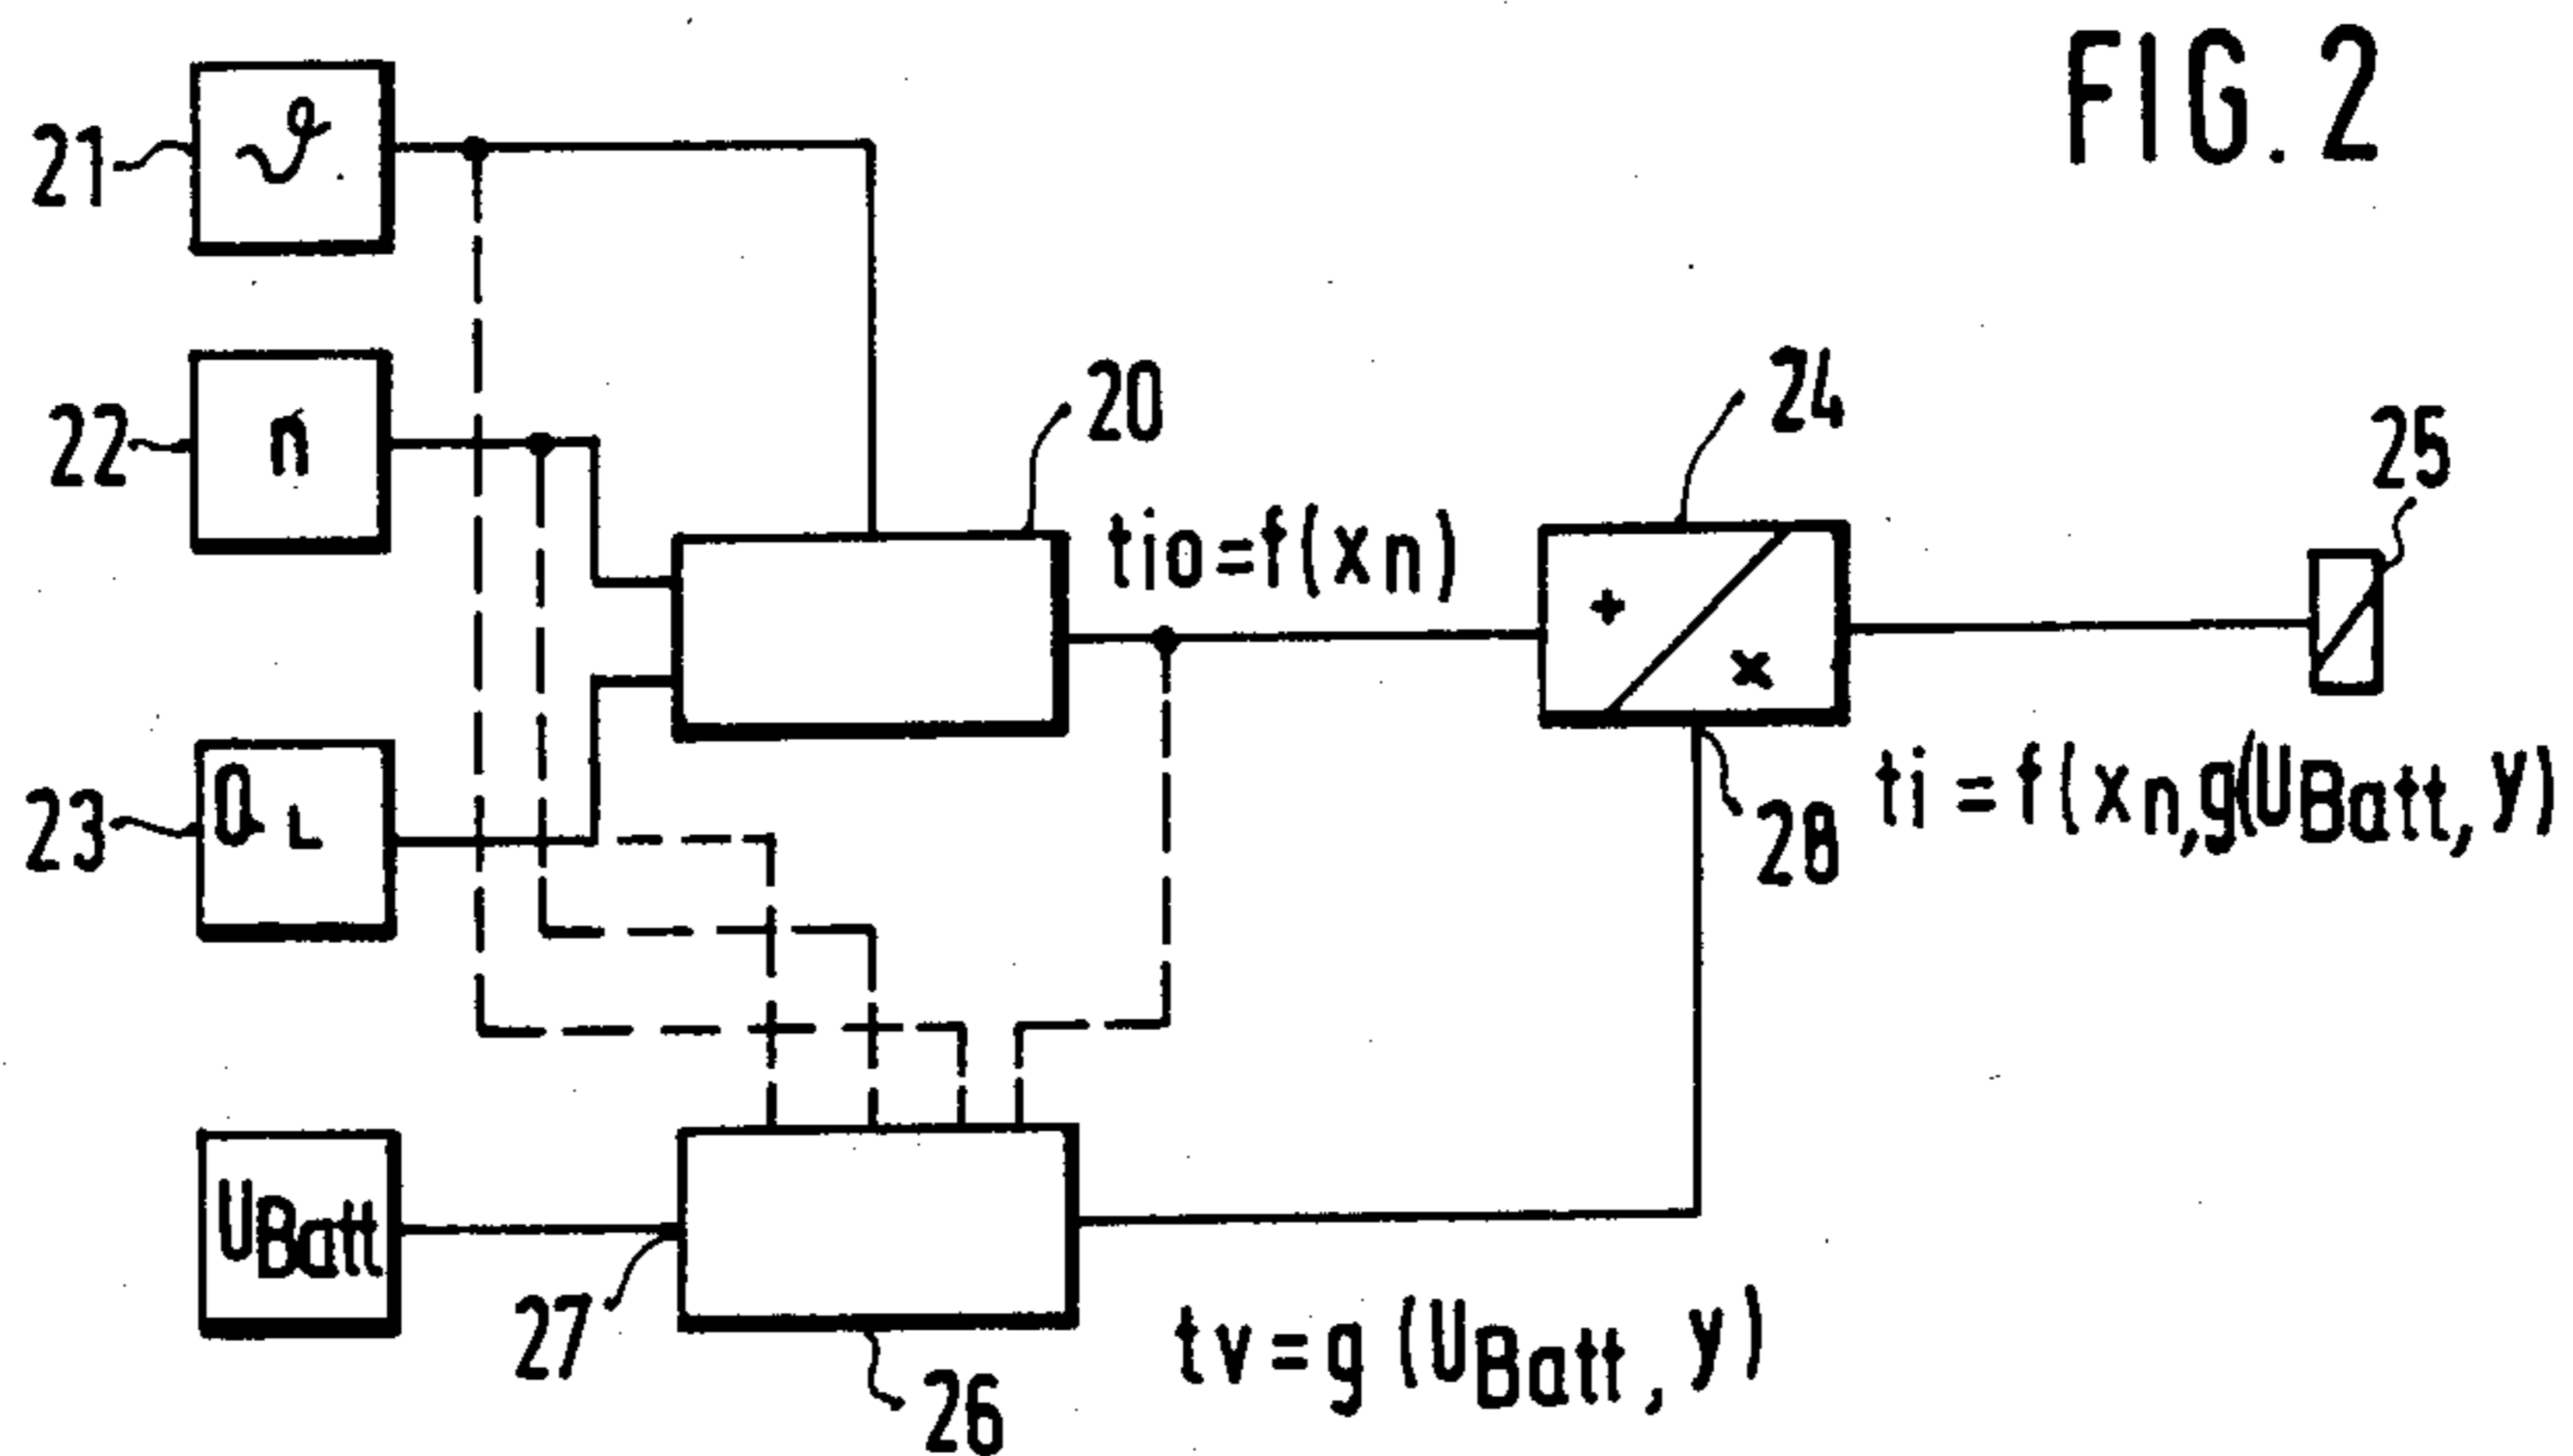 FIG. 2
21
ϑ
22
n
20
24
25
tio = f(xn)
+
x
23
QL
28
ti = f(xn, g(UBatt, y)
UBatt
27
26
tv = g(UBatt, y)